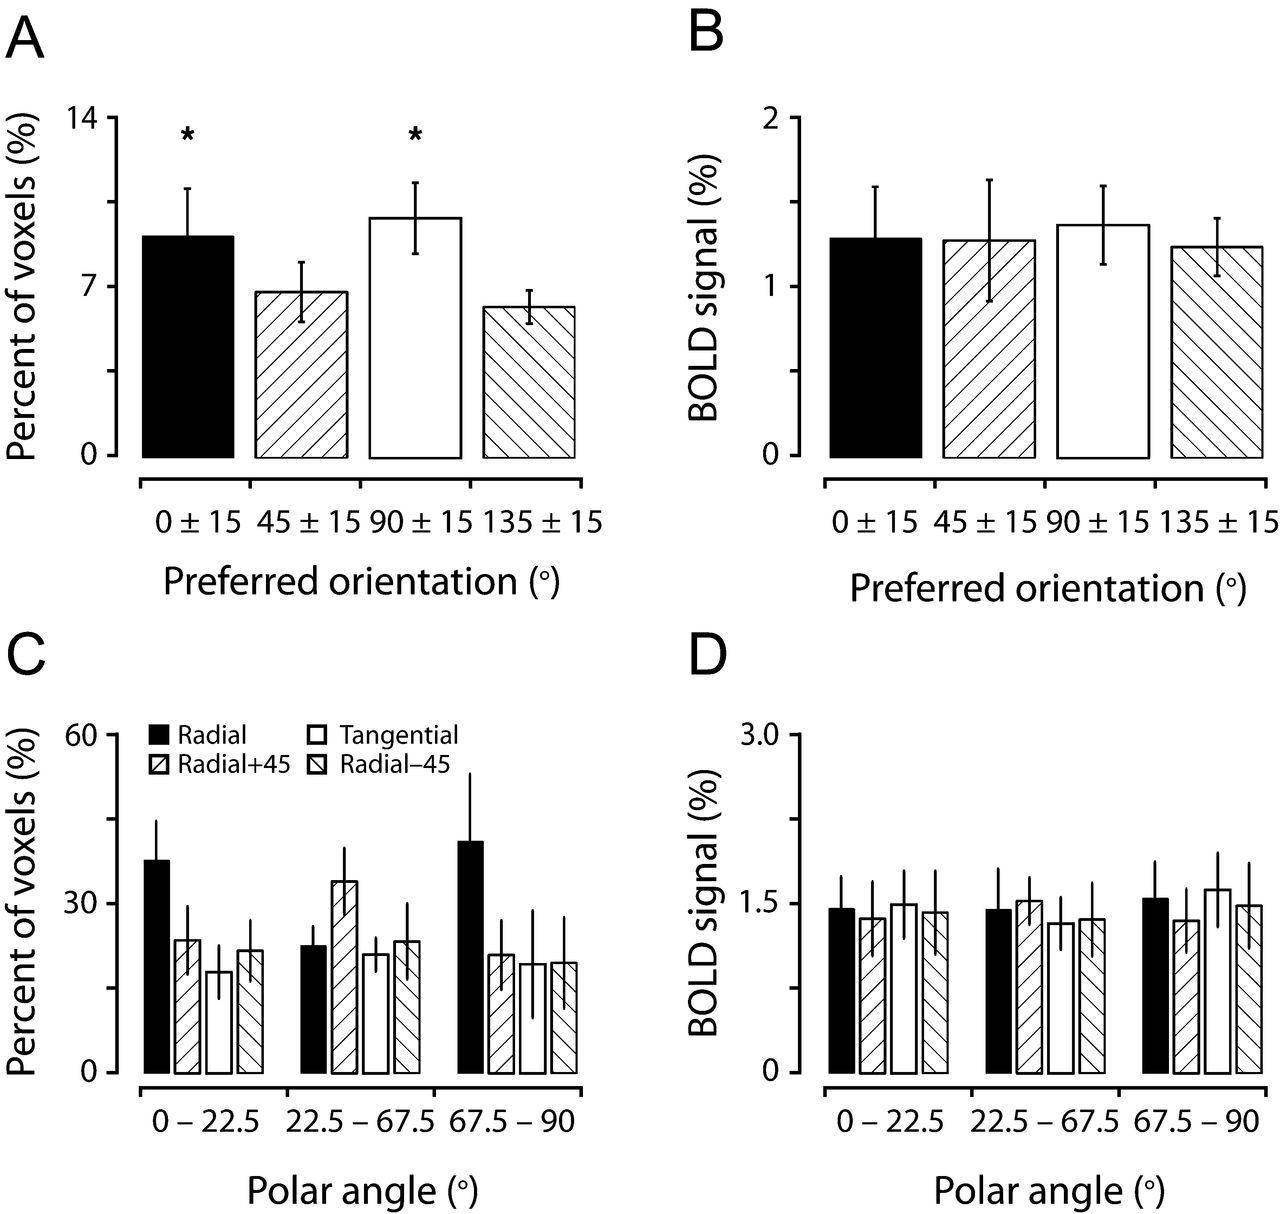 A
Percent of voxels (%)
14
7
0
*
*
0 ± 15 45 ± 15 90 ± 15 135 ± 15
Preferred orientation (°)
B
BOLD signal (%)
2
1
0
0 ± 15 45 ± 15 90 ± 15 135 ± 15
Preferred orientation (°)
C
Percent of voxels (%)
60
30
0
Radial Tangential
Radial+45 Radial–45
0 – 22.5 22.5 – 67.5 67.5 – 90
Polar angle (°)
D
BOLD signal (%)
3.0
1.5
0
0 – 22.5 22.5 – 67.5 67.5 – 90
Polar angle (°)